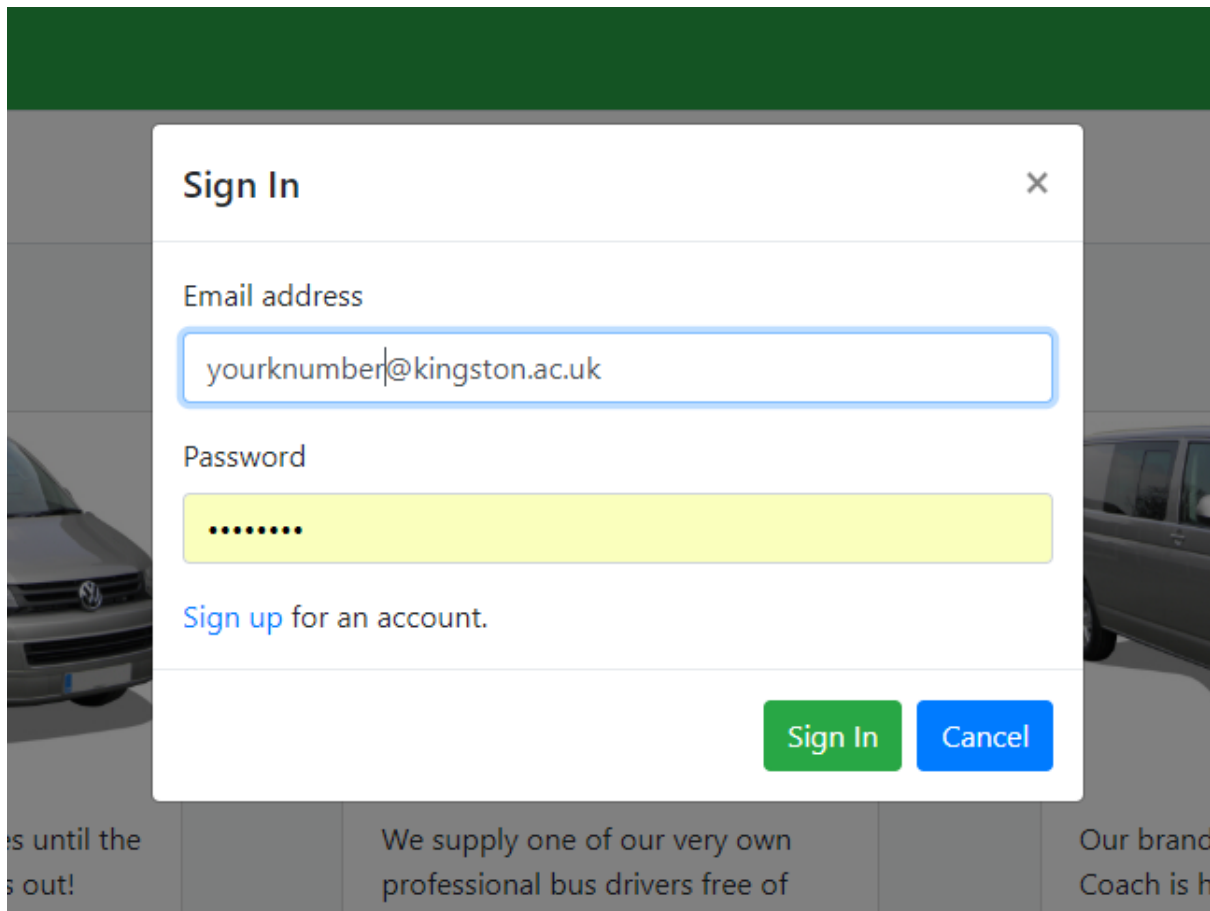 Sign In
×
Email address
yourknumber@kingston.ac.uk
Password
••••••••
Sign up for an account.
Sign In
Cancel
es until the
s out!
We supply one of our very own
professional bus drivers free of
Our brand
Coach is h